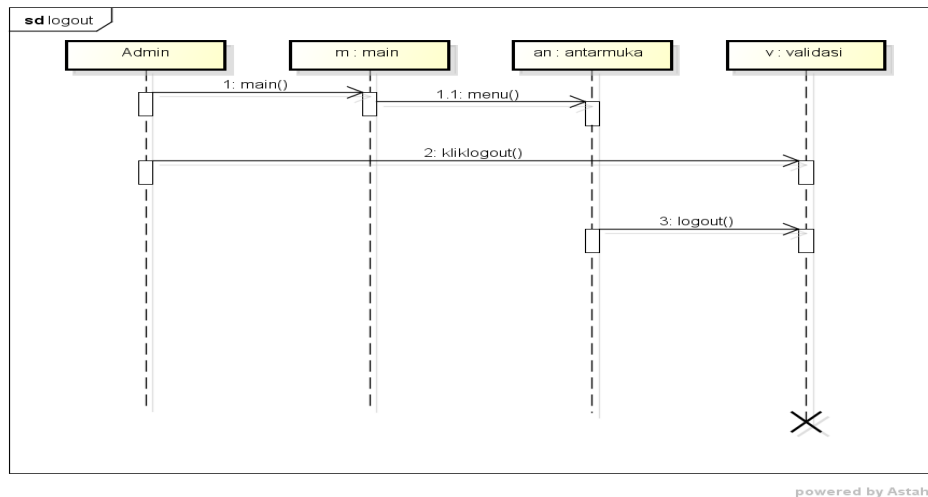 sd logout
Admin
m : main
an : antarmuka
v : validasi
1: main()
1.1: menu()
2: kliklogout()
3: logout()
powered by Astah